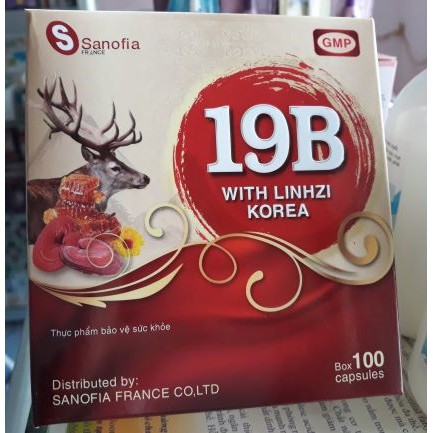 S Sanofia
FRANCE
GMP
19B
WITH LINHZI
KOREA
Thực phẩm bảo vệ sức khỏe
Box 100
capsules
Distributed by:
SANOFIA FRANCE CO,LTD